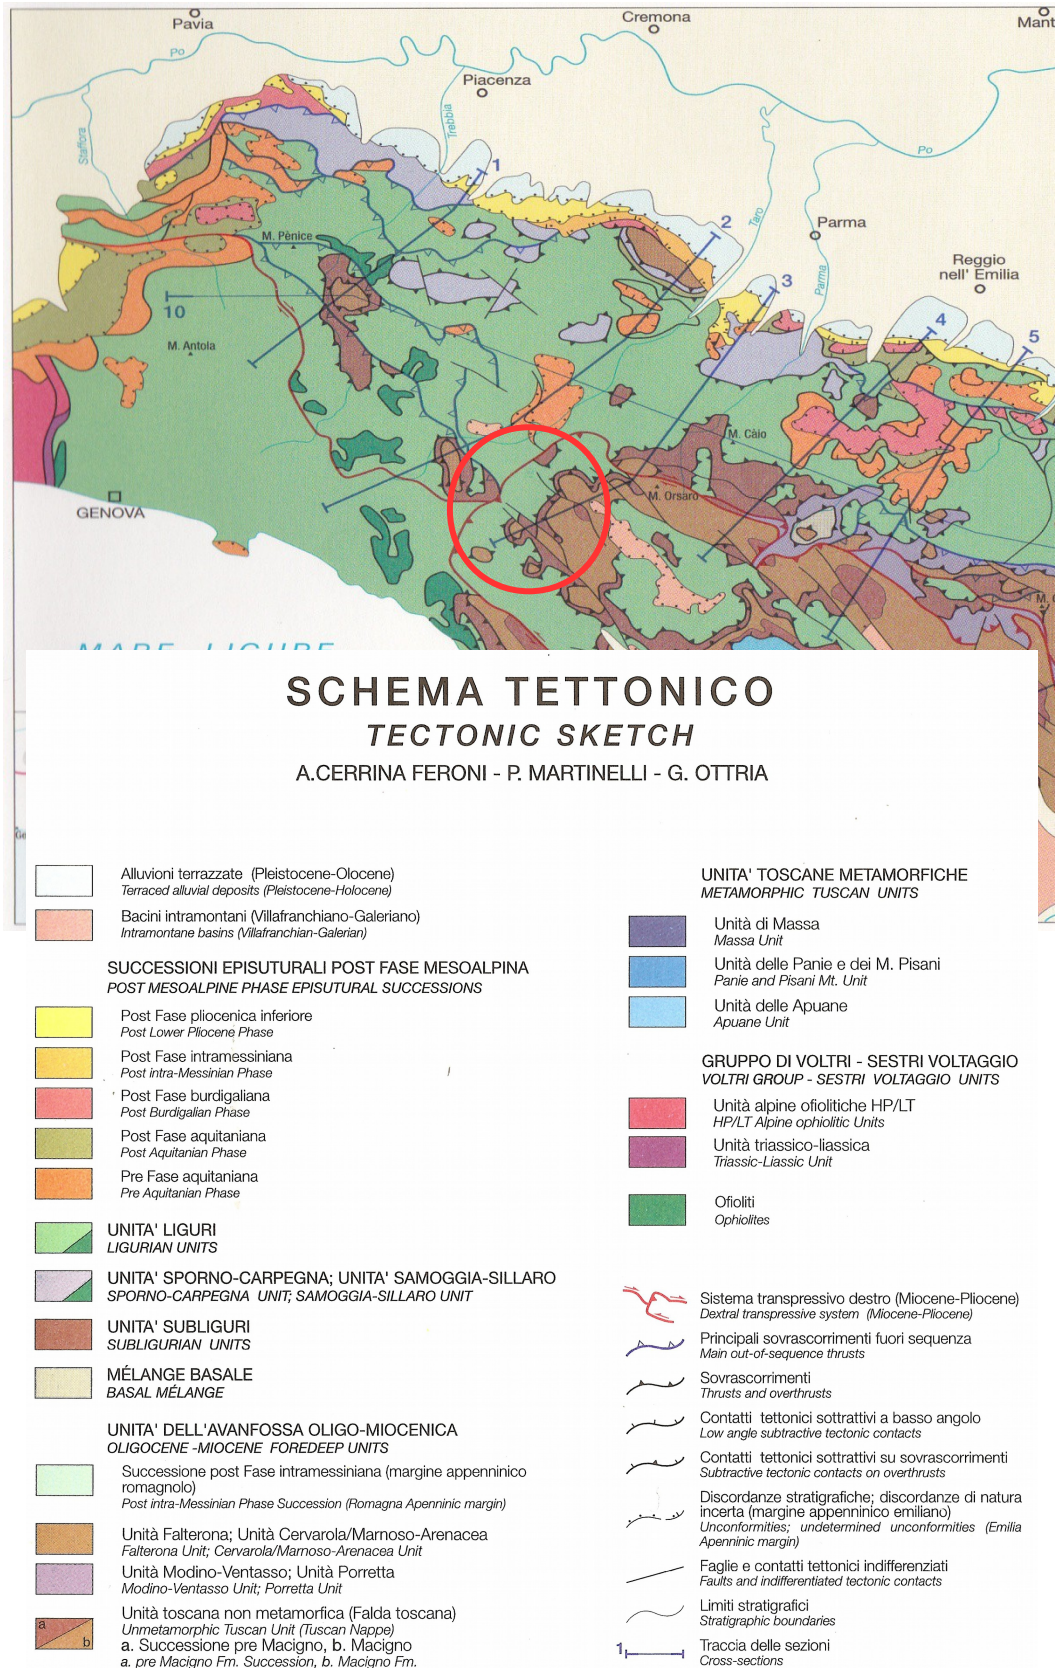 Pavia
Cremona
Mant
Po
Piacenza
Staffora
Trebbia
Po
1
2
Taro
Parma
Parma
M. Pènice
Reggio
nell' Emilia
3
10
4
5
M. Antola
M. Càio
M. Orsaro
GENOVA
M.
MARE LIGURE
Ge
SCHEMA TETTONICO
TECTONIC SKETCH
A.CERRINA FERONI - P. MARTINELLI - G. OTTRIA
Alluvioni terrazzate (Pleistocene-Olocene)
Terraced alluvial deposits (Pleistocene-Holocene)
Bacini intramontani (Villafranchiano-Galeriano)
Intramontane basins (Villafranchian-Galerian)
SUCCESSIONI EPISUTURALI POST FASE MESOALPINA
POST MESOALPINE PHASE EPISUTURAL SUCCESSIONS
Post Fase pliocenica inferiore
Post Lower Pliocene Phase
Post Fase intramessiniana
Post intra-Messinian Phase
Post Fase burdigaliana
Post Burdigalian Phase
Post Fase aquitaniana
Post Aquitanian Phase
Pre Fase aquitaniana
Pre Aquitanian Phase
UNITA' LIGURI
LIGURIAN UNITS
UNITA' SPORNO-CARPEGNA; UNITA' SAMOGGIA-SILLARO
SPORNO-CARPEGNA UNIT; SAMOGGIA-SILLARO UNIT
UNITA' SUBLIGURI
SUBLIGURIAN UNITS
MÉLANGE BASALE
BASAL MÉLANGE
UNITA' DELL'AVANFOSSA OLIGO-MIOCENICA
OLIGOCENE -MIOCENE FOREDEEP UNITS
Successione post Fase intramessiniana (margine appenninico
romagnolo)
Post intra-Messinian Phase Succession (Romagna Apenninic margin)
Unità Falterona; Unità Cervarola/Marnoso-Arenacea
Falterona Unit; Cervarola/Marnoso-Arenacea Unit
Unità Modino-Ventasso; Unità Porretta
Modino-Ventasso Unit; Porretta Unit
a
b
Unità toscana non metamorfica (Falda toscana)
Unmetamorphic Tuscan Unit (Tuscan Nappe)
a. Successione pre Macigno, b. Macigno
a. pre Macigno Fm. Succession, b. Macigno Fm.
UNITA' TOSCANE METAMORFICHE
METAMORPHIC TUSCAN UNITS
Unità di Massa
Massa Unit
Unità delle Panie e dei M. Pisani
Panie and Pisani Mt. Unit
Unità delle Apuane
Apuane Unit
GRUPPO DI VOLTRI - SESTRI VOLTAGGIO
VOLTRI GROUP - SESTRI VOLTAGGIO UNITS
Unità alpine ofiolitiche HP/LT
HP/LT Alpine ophiolitic Units
Unità triassico-liassica
Triassic-Liassic Unit
Ofioliti
Ophiolites
Sistema transpressivo destro (Miocene-Pliocene)
Dextral transpressive system (Miocene-Pliocene)
Principali sovrascorrimenti fuori sequenza
Main out-of-sequence thrusts
Sovrascorrimenti
Thrusts and overthrusts
Contatti tettonici sottrattivi a basso angolo
Low angle subtractive tectonic contacts
Contatti tettonici sottrattivi su sovrascorrimenti
Subtractive tectonic contacts on overthrusts
Discordanze stratigrafiche; discordanze di natura
incerta (margine appenninico emiliano)
Unconformities; undetermined unconformities (Emilia
Apenninic margin)
Faglie e contatti tettonici indifferenziati
Faults and indifferentiated tectonic contacts
Limiti stratigrafici
Stratigraphic boundaries
1
Traccia delle sezioni
Cross-sections